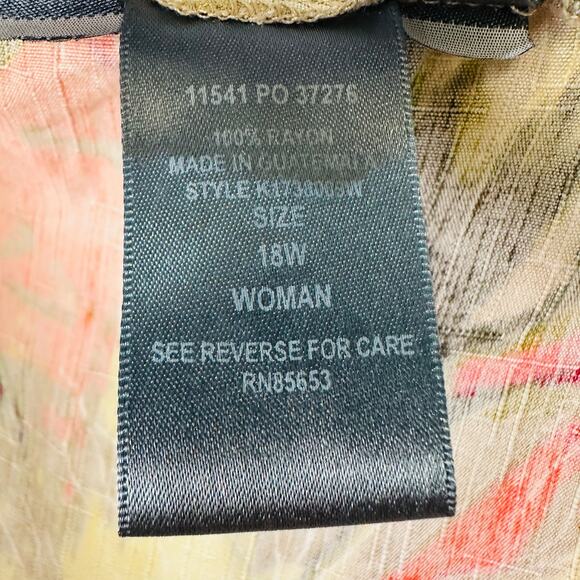 11541 PO 37276
100% RAYON
MADE IN GUATEMALA
STYLE
SIZE
18W
WOMAN
SEE REVERSE FOR CARE
RN85653